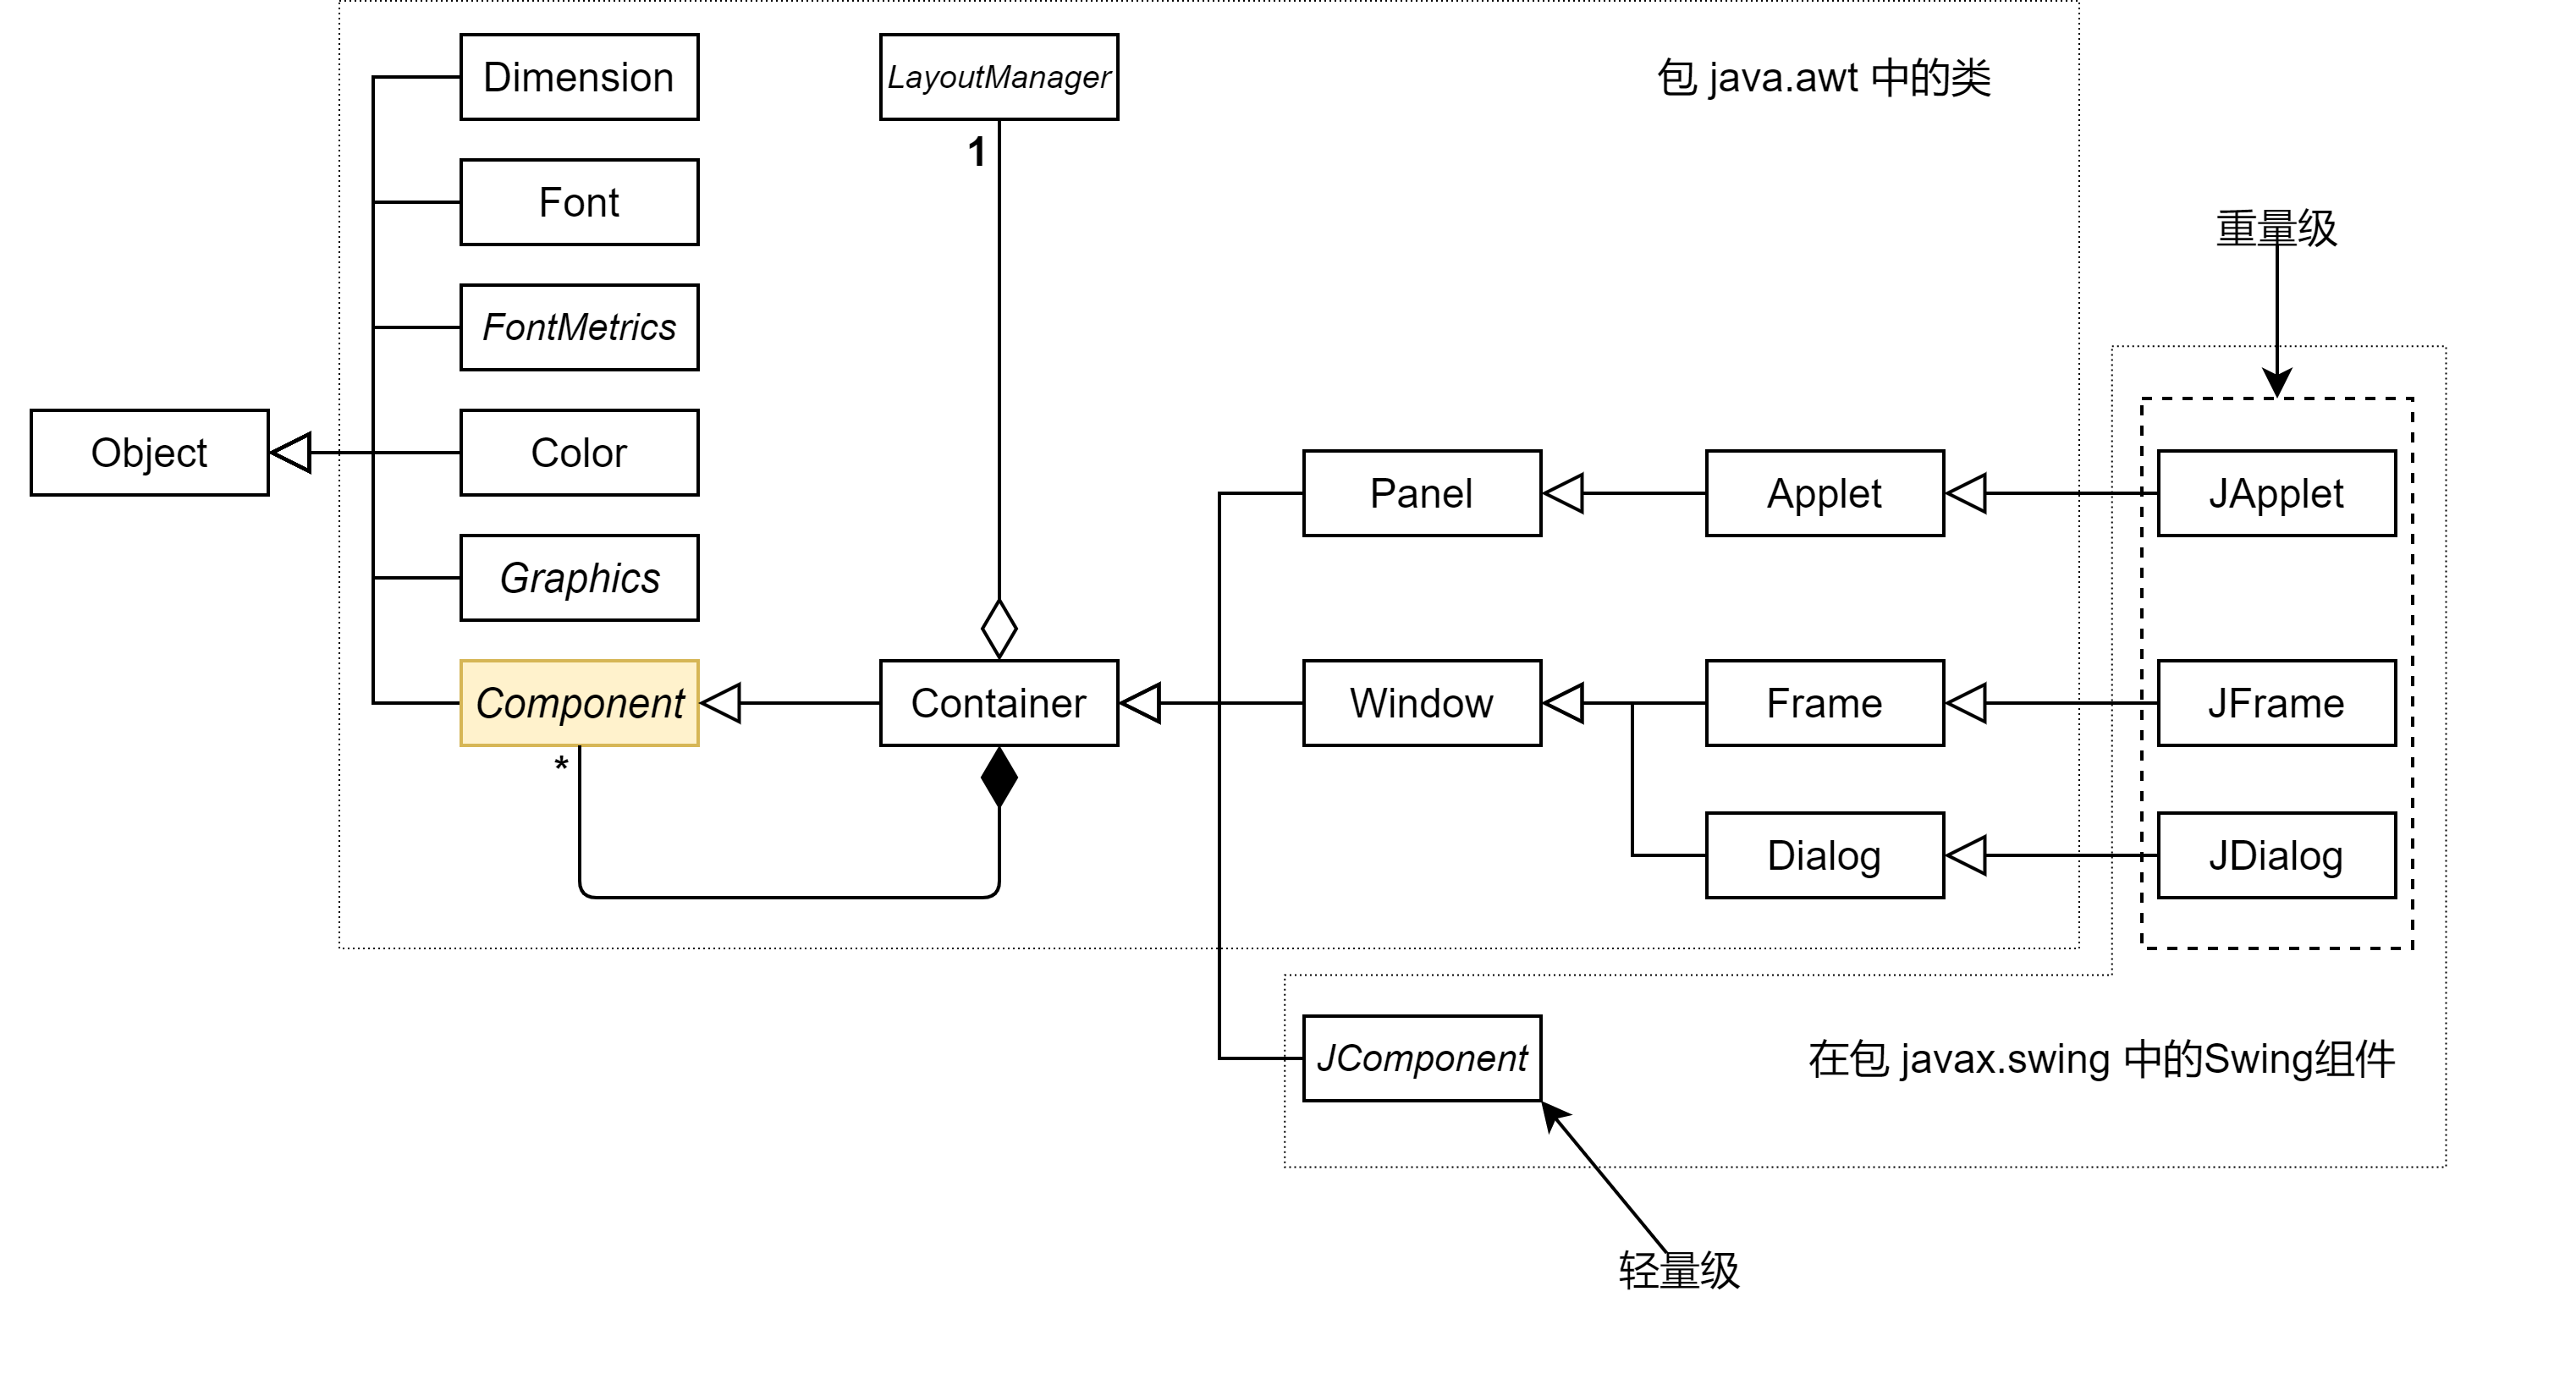 Dimension
LayoutManager
包 java.awt 中的类
1
Font
重量级
FontMetrics
Object
Color
Panel
Applet
JApplet
Graphics
Component
Container
Window
Frame
JFrame
*
Dialog
JDialog
JComponent
在包 javax.swing 中的Swing组件
轻量级